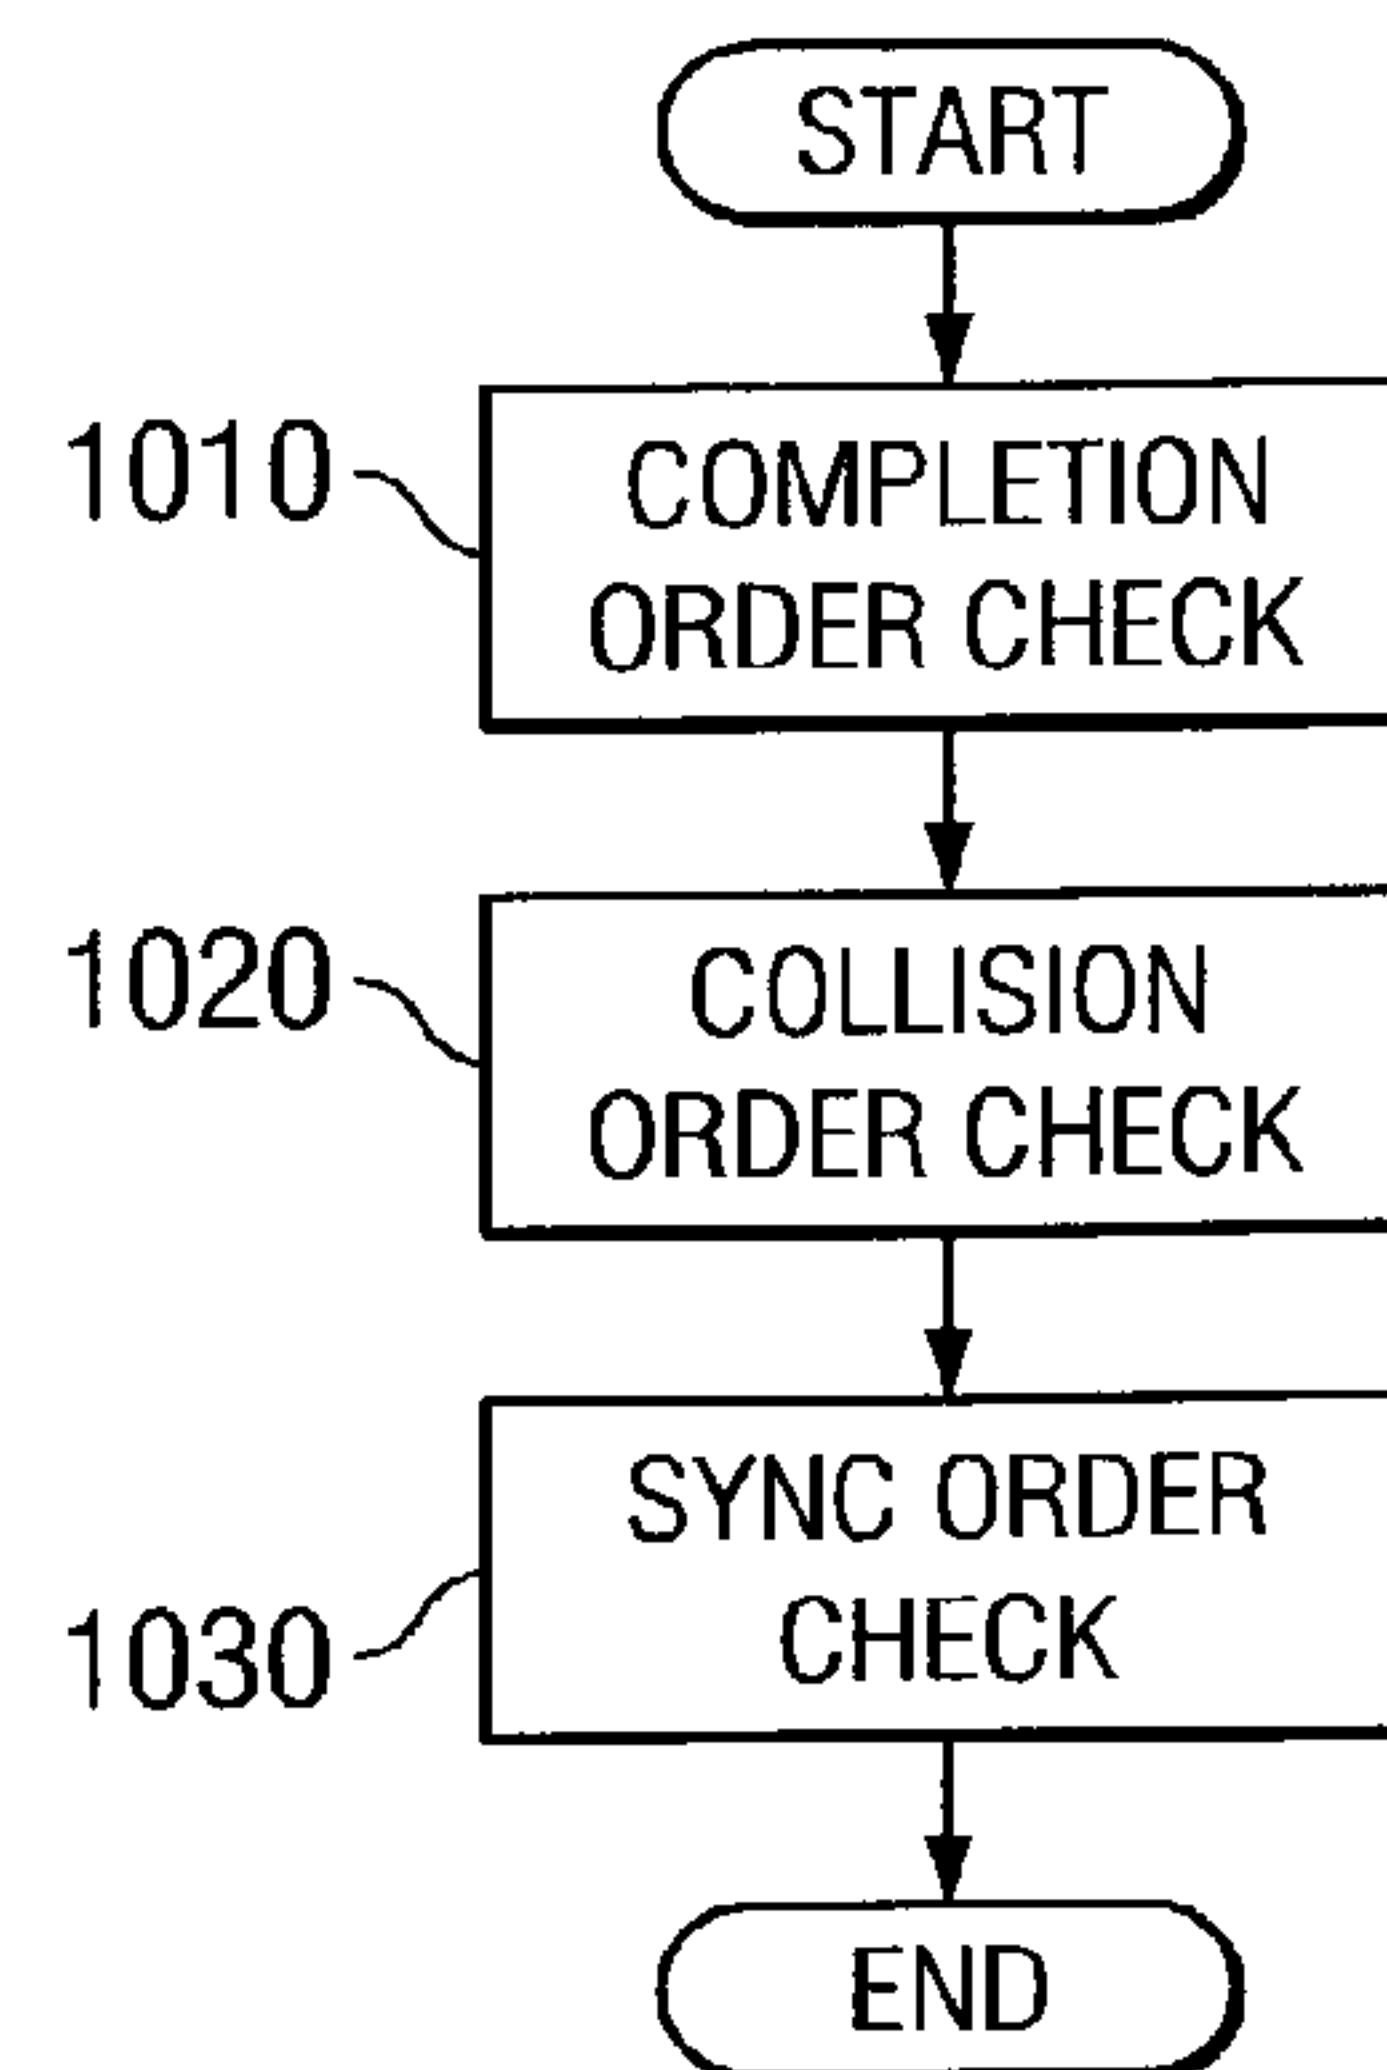 START
1010
COMPLETION
ORDER CHECK
1020
COLLISION
ORDER CHECK
SYNC ORDER
CHECK
1030
END